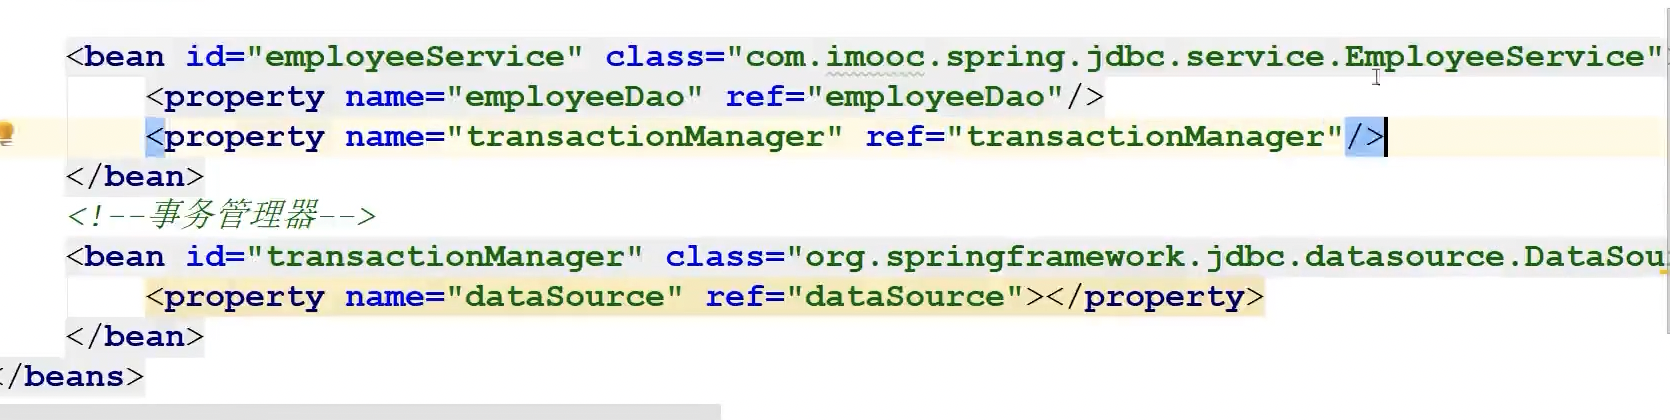 <bean id="employeeService" class="com.imooc.spring.jdbc.service.EmployeeService"
<property name="employeeDao" ref="employeeDao"/>
<property name="transactionManager" ref="transactionManager"/>
</bean>
<!--事务管理器-->
<bean id="transactionManager" class="org.springframework.jdbc.datasource.DataSou
<property name="dataSource" ref="dataSource"></property>
</bean>
</beans>